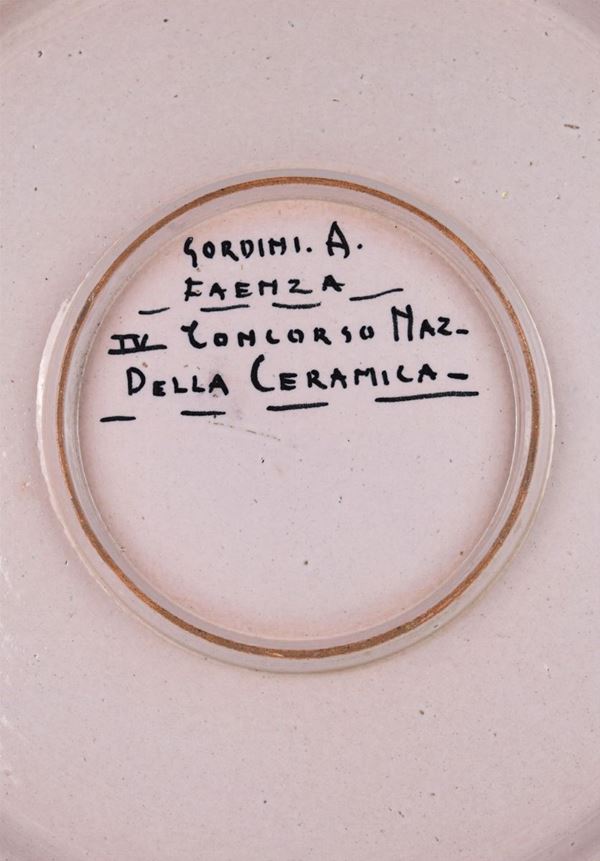 GORDINI. A.
FAENZA
IV CONCORSO NAZ-
DELLA CERAMICA-